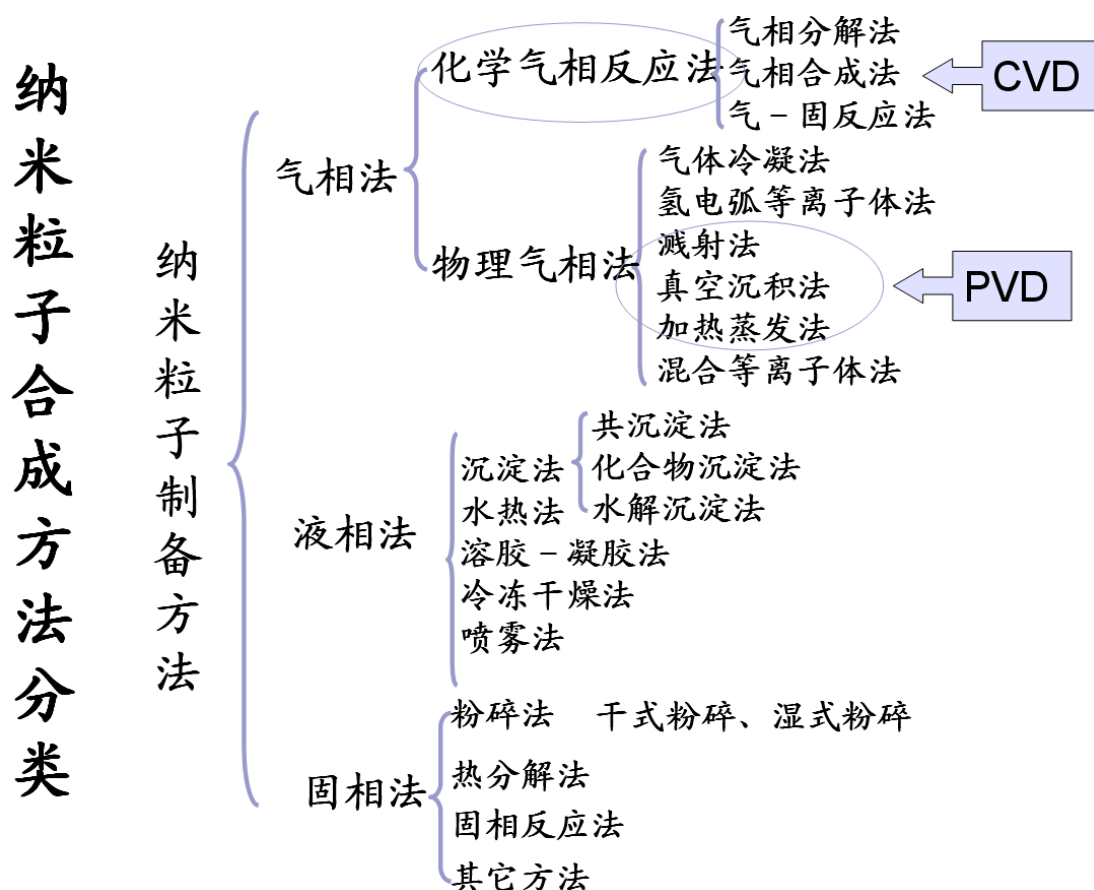 纳米粒子合成方法分类
纳米粒子制备方法
气相法
化学气相反应法
气相分解法
气相合成法
气－固反应法
CVD
物理气相法
气体冷凝法
氢电弧等离子体法
溅射法
真空沉积法
加热蒸发法
混合等离子体法
PVD
液相法
沉淀法
共沉淀法
化合物沉淀法
水解沉淀法
水热法
溶胶－凝胶法
冷冻干燥法
喷雾法
固相法
粉碎法 干式粉碎、湿式粉碎
热分解法
固相反应法
其它方法